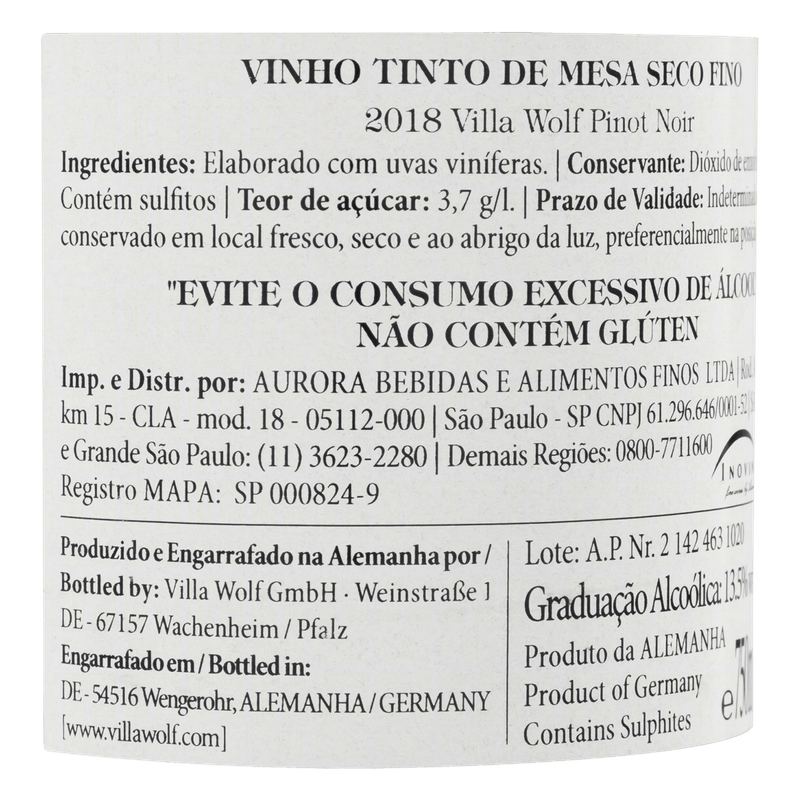 VINHO TINTO DE MESA SECO FINO
2018 Villa Wolf Pinot Noir
Ingredientes: Elaborado com uvas viníferas. | Conservante: Dióxido de
Contém sulfitos | Teor de açúcar: 3,7 g/l. | Prazo de Validade:
conservado em local fresco, seco e ao abrigo da luz, preferencialmente na
"EVITE O CONSUMO EXCESSIVO DE
NÃO CONTÉM GLÚTEN
Imp. e Distr. por: AURORA BEBIDAS E ALIMENTOS FINOS LTDA | Rod.
km 15 - CLA - mod. 18 - 05112-000 | São Paulo - SP CNPJ 61.296.646/0001-52 |
e Grande São Paulo: (11) 3623-2280 | Demais Regiões: 0800-7711600
Registro MAPA: SP 000824-9
Produzido e Engarrafado na Alemanha por /
Bottled by: Villa Wolf GmbH · Weinstraße 1
DE - 67157 Wachenheim / Pfalz
Engarrafado em / Bottled in:
DE - 54516 Wengerohr, ALEMANHA / GERMANY
[www.villawolf.com]
Lote: A.P. Nr. 2 142 463 1020
Graduação Alcoólica: 13.5%
Produto da ALEMANHA
Product of Germany
Contains Sulphites